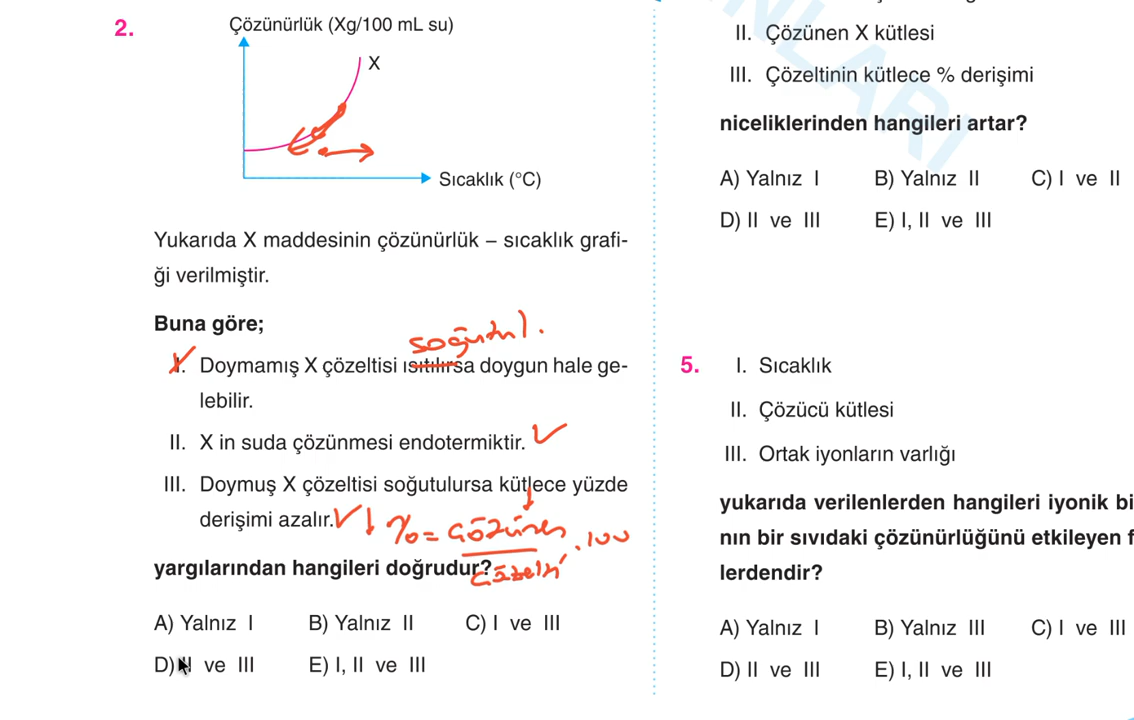 2.
Çözünürlük (Xg/100 mL su)
X
Sıcaklık (°C)
Yukarıda X maddesinin çözünürlük – sıcaklık grafi-
ği verilmiştir.
Buna göre;
soğutul.
I. Doymamış X çözeltisi ısıtılırsa doygun hale ge-
lebilir.
II. X in suda çözünmesi endotermiktir.
III. Doymuş X çözeltisi soğutulursa kütlece yüzde
derişimi azalır.
% = çözünen
çözelti
.100
yargılarından hangileri doğrudur?
A) Yalnız I B) Yalnız II C) I ve III
D) II ve III E) I, II ve III
II. Çözünen X kütlesi
III. Çözeltinin kütlece % derişimi
niceliklerinden hangileri artar?
A) Yalnız I B) Yalnız II C) I ve II
D) II ve III E) I, II ve III
5. I. Sıcaklık
II. Çözücü kütlesi
III. Ortak iyonların varlığı
yukarıda verilenlerden hangileri iyonik bi
nın bir sıvıdaki çözünürlüğünü etkileyen f
lerdendir?
A) Yalnız I B) Yalnız III C) I ve III
D) II ve III E) I, II ve III